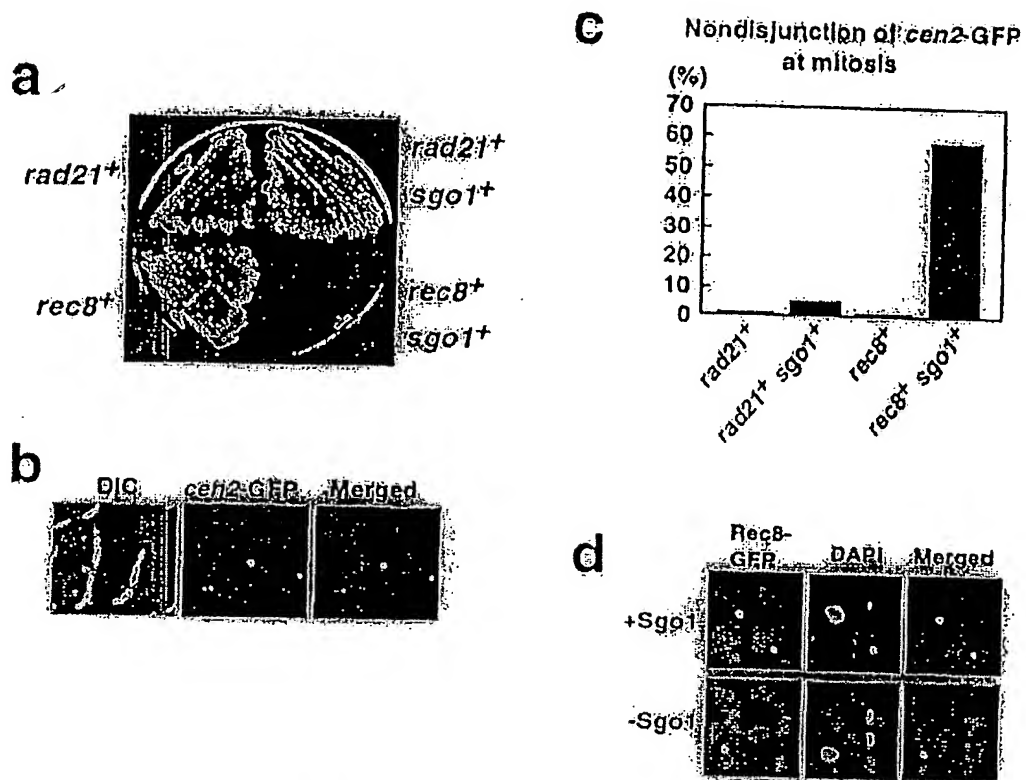 a
rad21+
rad21+
sgo1+
rec8+
rec8+
sgo1+
b
DIC cen2-GFP Merged
c
Nondisjunction of cen2-GFP
at mitosis
(%)
70
60
50
40
30
20
10
0
rad21+
rad21+ sgo1+
rec8+
rec8+ sgo1+
d
Rec8-
GFP DAPI Merged
+Sgo1
-Sgo1